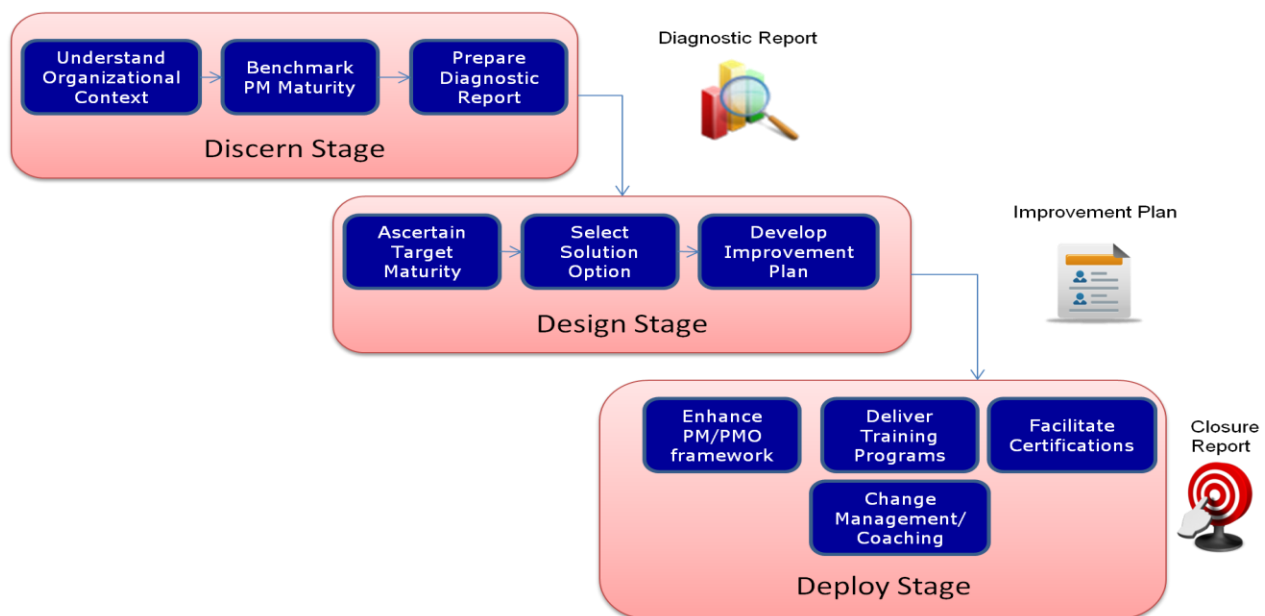 Understand
Organizational
Context
Benchmark
PM Maturity
Prepare
Diagnostic
Report
Discern Stage
Diagnostic Report
Ascertain
Target
Maturity
Select
Solution
Option
Develop
Improvement
Plan
Design Stage
Improvement Plan
Enhance
PM/PMO
framework
Deliver
Training
Programs
Facilitate
Certifications
Change
Management/
Coaching
Deploy Stage
Closure
Report